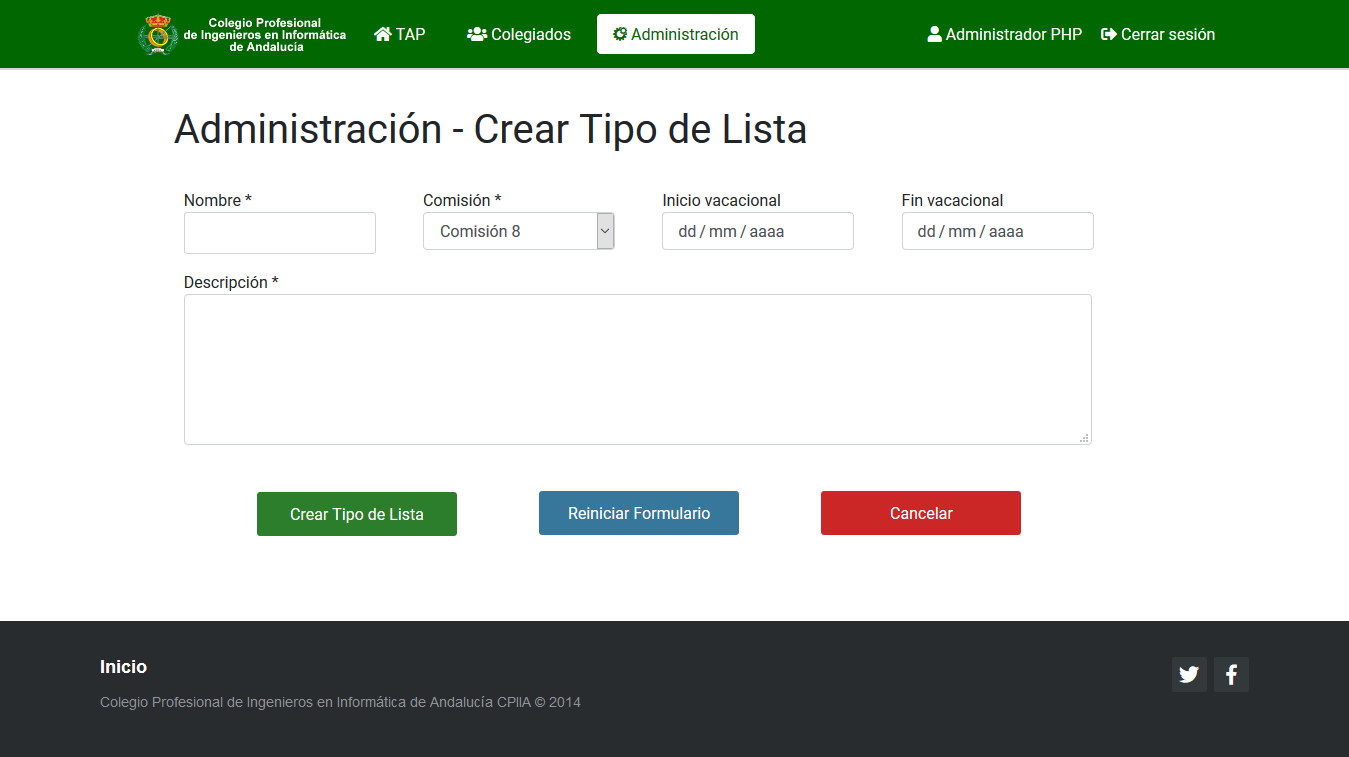 Colegio Profesional
de Ingenieros en Informática
de Andalucía
TAP
Colegiados
Administración
Administrador PHP
Cerrar sesión
Administración - Crear Tipo de Lista
Nombre *
Comisión *
Inicio vacacional
Fin vacacional
Comisión 8
dd / mm / aaaa
dd / mm / aaaa
Descripción *
Crear Tipo de Lista
Reiniciar Formulario
Cancelar
Inicio
Colegio Profesional de Ingenieros en Informática de Andalucía CPIIA © 2014